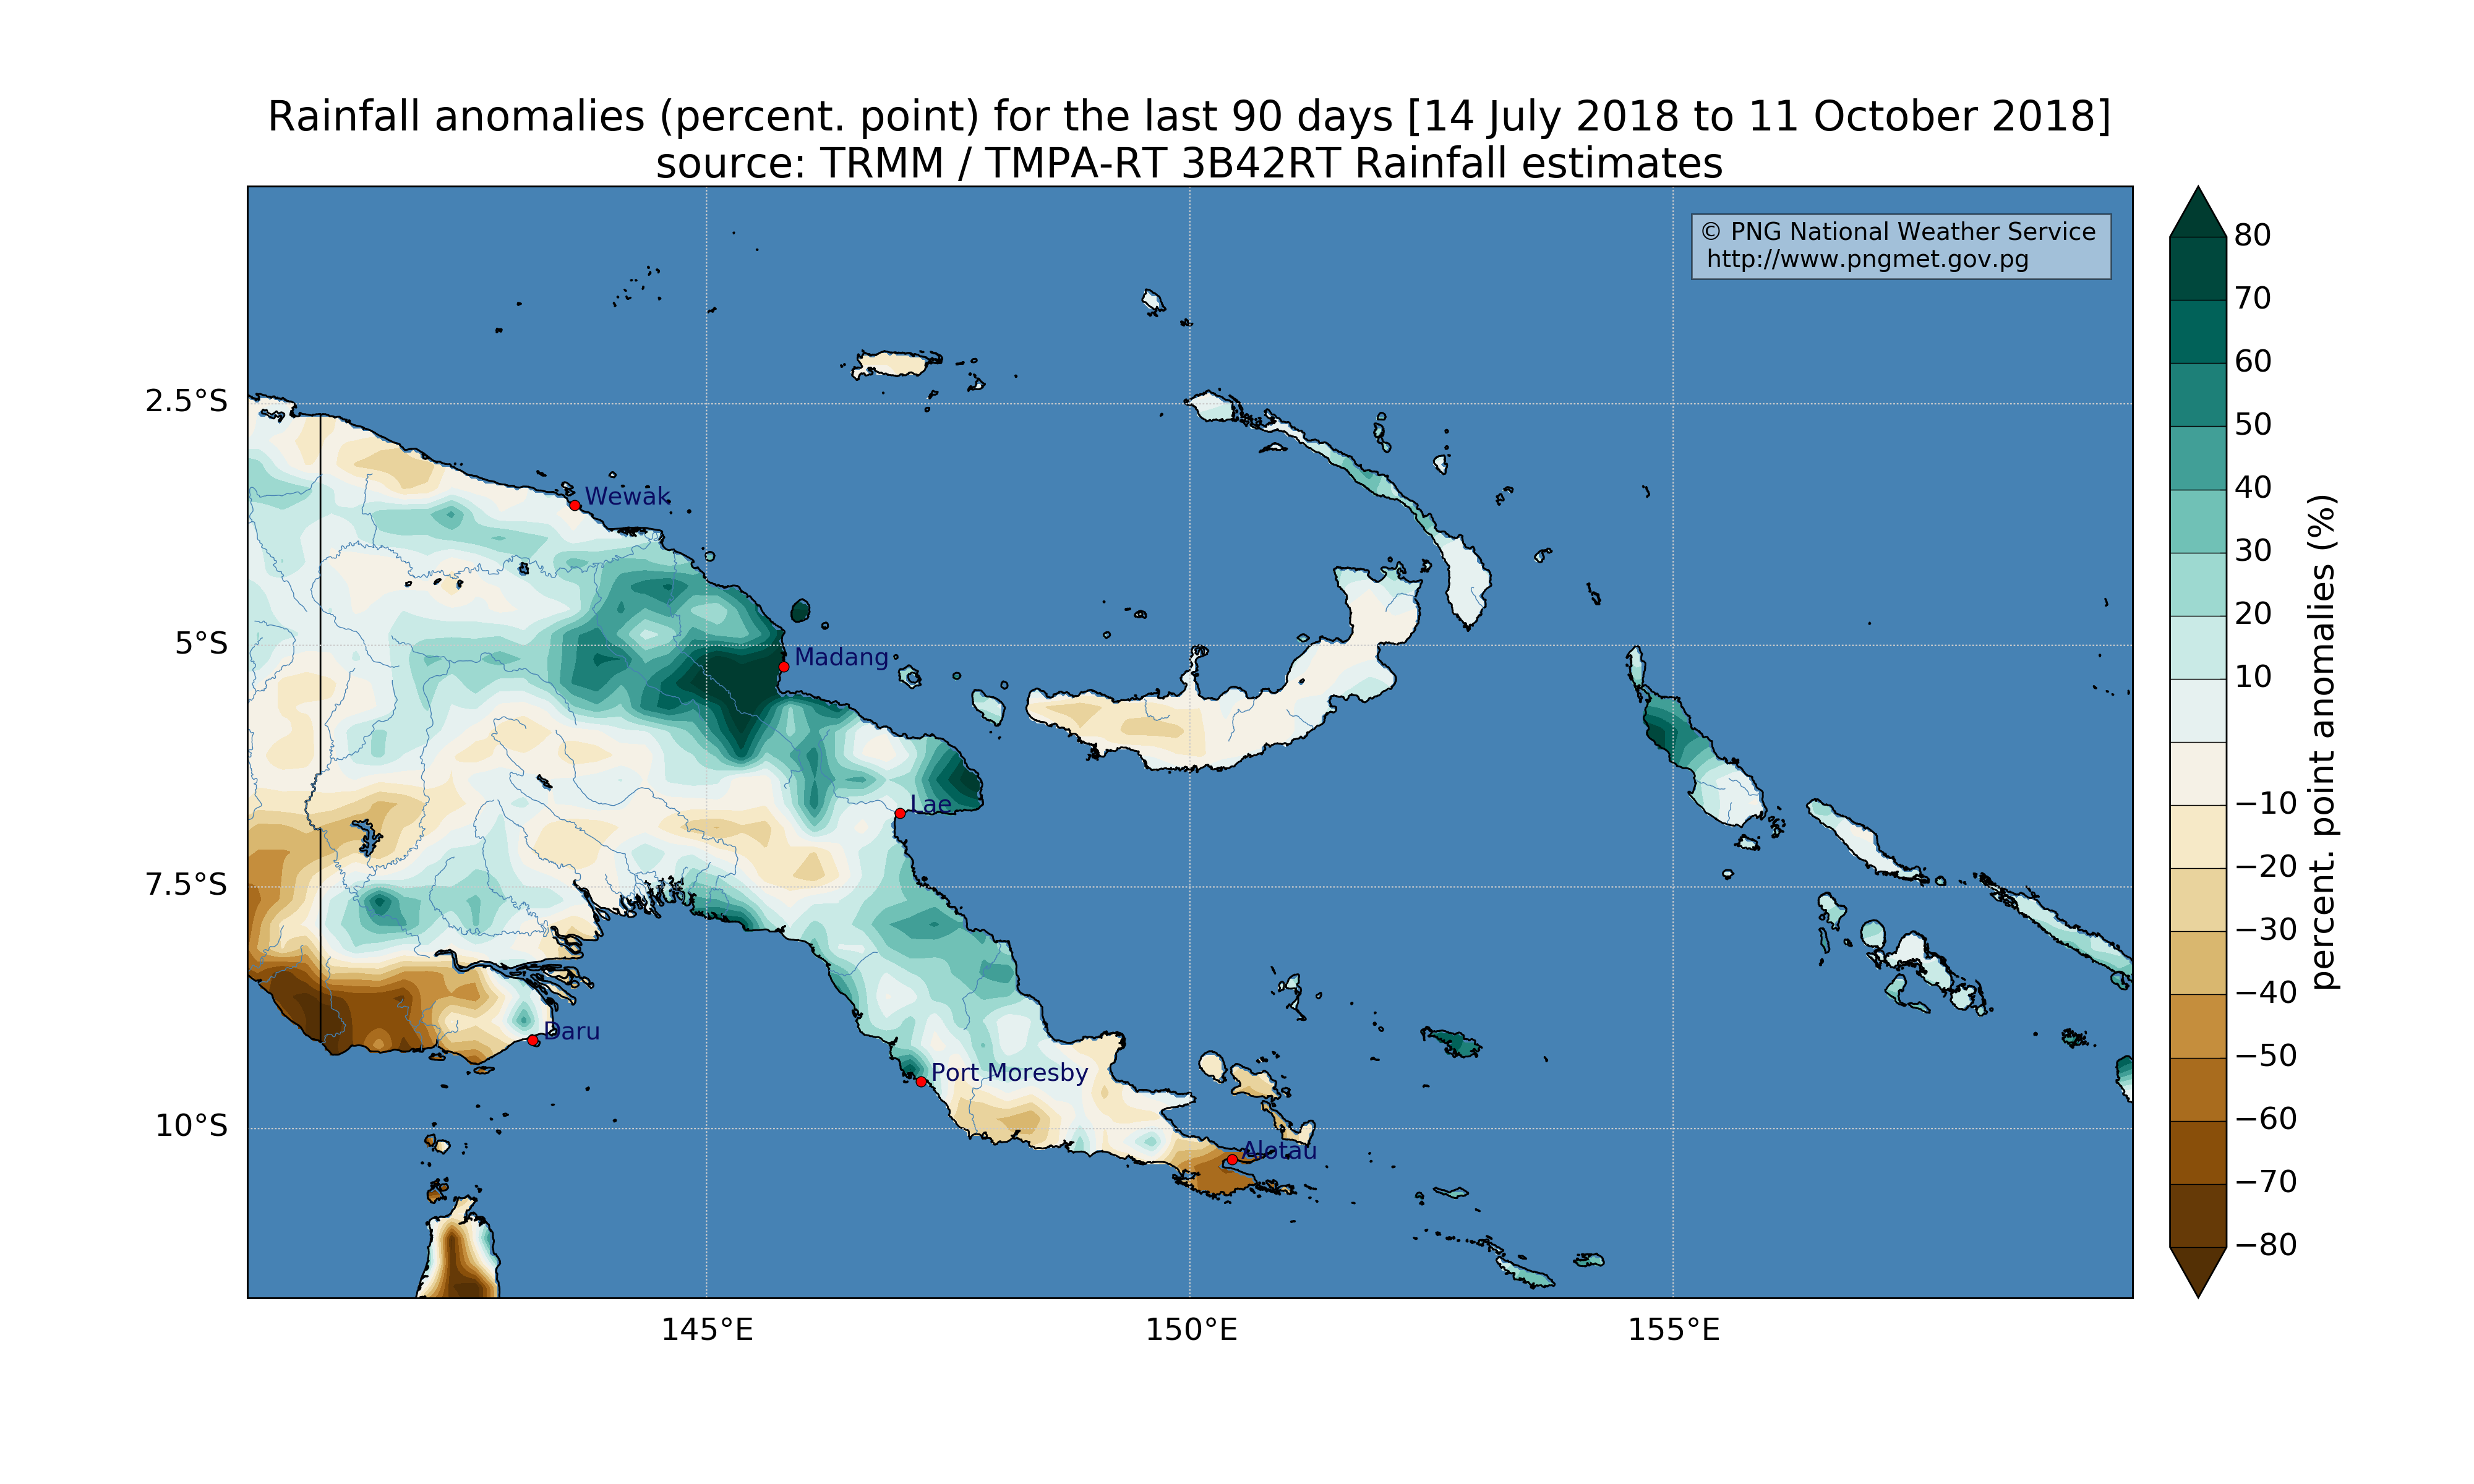 Rainfall anomalies (percent. point) for the last 90 days [14 July 2018 to 11 October 2018]
source: TRMM / TMPA-RT 3B42RT Rainfall estimates
© PNG National Weather Service
http://www.pngmet.gov.pg
2.5°S
5°S
7.5°S
10°S
Wewak
Madang
Lae
Daru
Port Moresby
Alotau
145°E
150°E
155°E
80
70
60
50
40
30
20
10
−10
−20
−30
−40
−50
−60
−70
−80
percent. point anomalies (%)